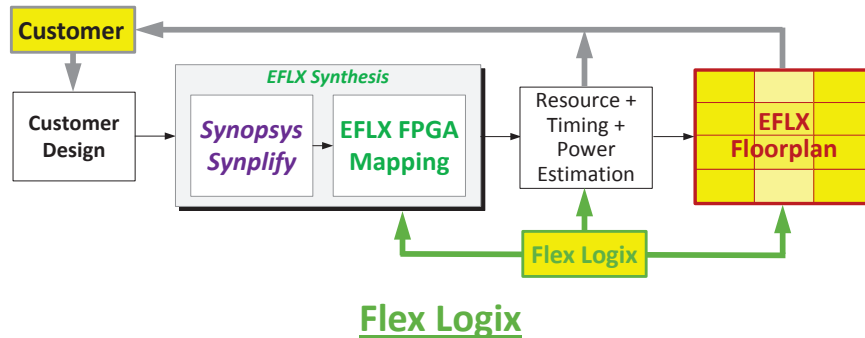 Customer
EFLX Synthesis
Customer
Design
Synopsys
Synplify
EFLX FPGA
Mapping
Resource +
Timing +
Power
Estimation
EFLX
Floorplan
Flex Logix
Flex Logix